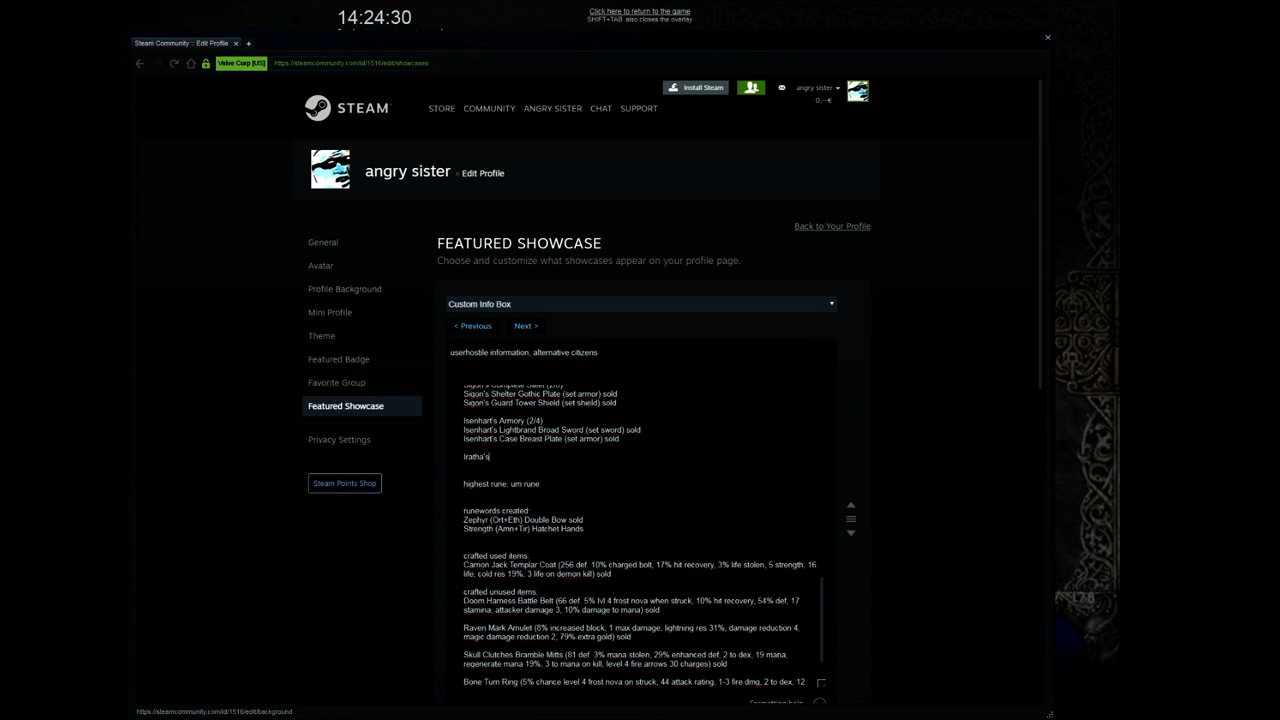 14:24:30
Click here to return to the game
SHIFT+TAB also closes the overlay
Steam Community :: Edit Profile
Valve Corp [US]
https://steamcommunity.com/id/1516/edit/showcases
Install Steam
angry sister
0,--€
STEAM
STORE COMMUNITY ANGRY SISTER CHAT SUPPORT
angry sister » Edit Profile
Back to Your Profile
General
Avatar
Profile Background
Mini Profile
Theme
Featured Badge
Favorite Group
Featured Showcase
Privacy Settings
Steam Points Shop
FEATURED SHOWCASE
Choose and customize what showcases appear on your profile page.
Custom Info Box
< Previous Next >
userhostile information, alternative citizens
Sigon's Complete Steel (2/6)
Sigon's Shelter Gothic Plate (set armor) sold
Sigon's Guard Tower Shield (set shield) sold
Isenhart's Armory (2/4)
Isenhart's Lightbrand Broad Sword (set sword) sold
Isenhart's Case Breast Plate (set armor) sold
Iratha's
highest rune: um rune
runewords created:
Zephyr (Ort+Eth) Double Bow sold
Strength (Amn+Tir) Hatchet Hands
crafted used items:
Carrion Jack Templar Coat (256 def 10% charged bolt, 17% hit recovery, 3% life stolen, 5 strength, 16
life, cold res 19%, 3 life on demon kill) sold
crafted unused items:
Doom Harness Battle Belt (66 def 5% lvl 4 frost nova when struck, 10% hit recovery, 54% def, 17
stamina, attacker damage 3, 10% damage to mana) sold
Raven Mark Amulet (8% increased block, 1 max damage, lightning res 31%, damage reduction 4,
magic damage reduction 2, 79% extra gold) sold
Skull Clutches Bramble Mitts (81 def 3% mana stolen, 29% enhanced def, 2 to dex, 19 mana,
regenerate mana 19%, 3 to mana on kill, level 4 fire arrows 30 charges) sold
Bone Turn Ring (5% chance level 4 frost nova on struck, 44 attack rating, 1-3 fire dmg, 2 to dex, 12
Formatting help
https://steamcommunity.com/id/1516/edit/background